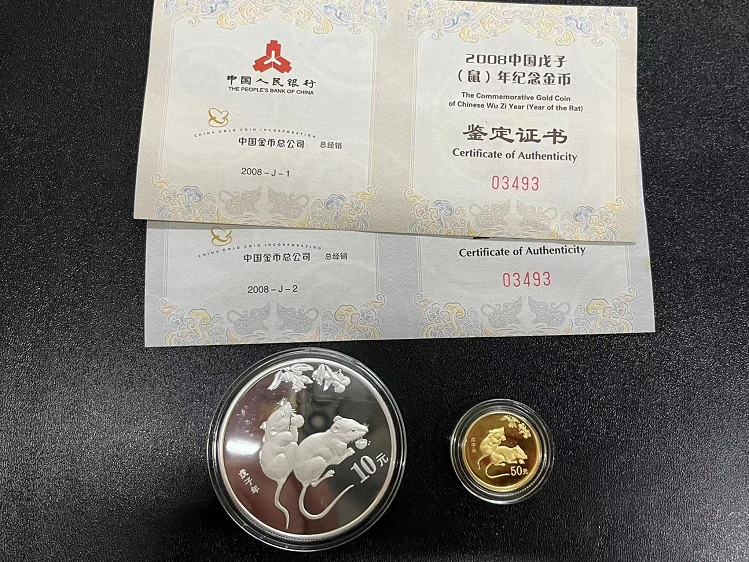 中国人民银行
THE PEOPLE'S BANK OF CHINA
CHINA GOLD COIN INCORPORATION
中国金币总公司 总经销
2008-J-1
2008中国戊子
(鼠)年纪念金币
The Commemorative Gold Coin
of Chinese Wu Zi Year (Year of the Rat)
鉴定证书
Certificate of Authenticity
03493
CHINA GOLD COIN INCORPORATION
中国金币总公司 总经销
2008-J-2
Certificate of Authenticity
03493
戊子年
10元
戊子年
50元